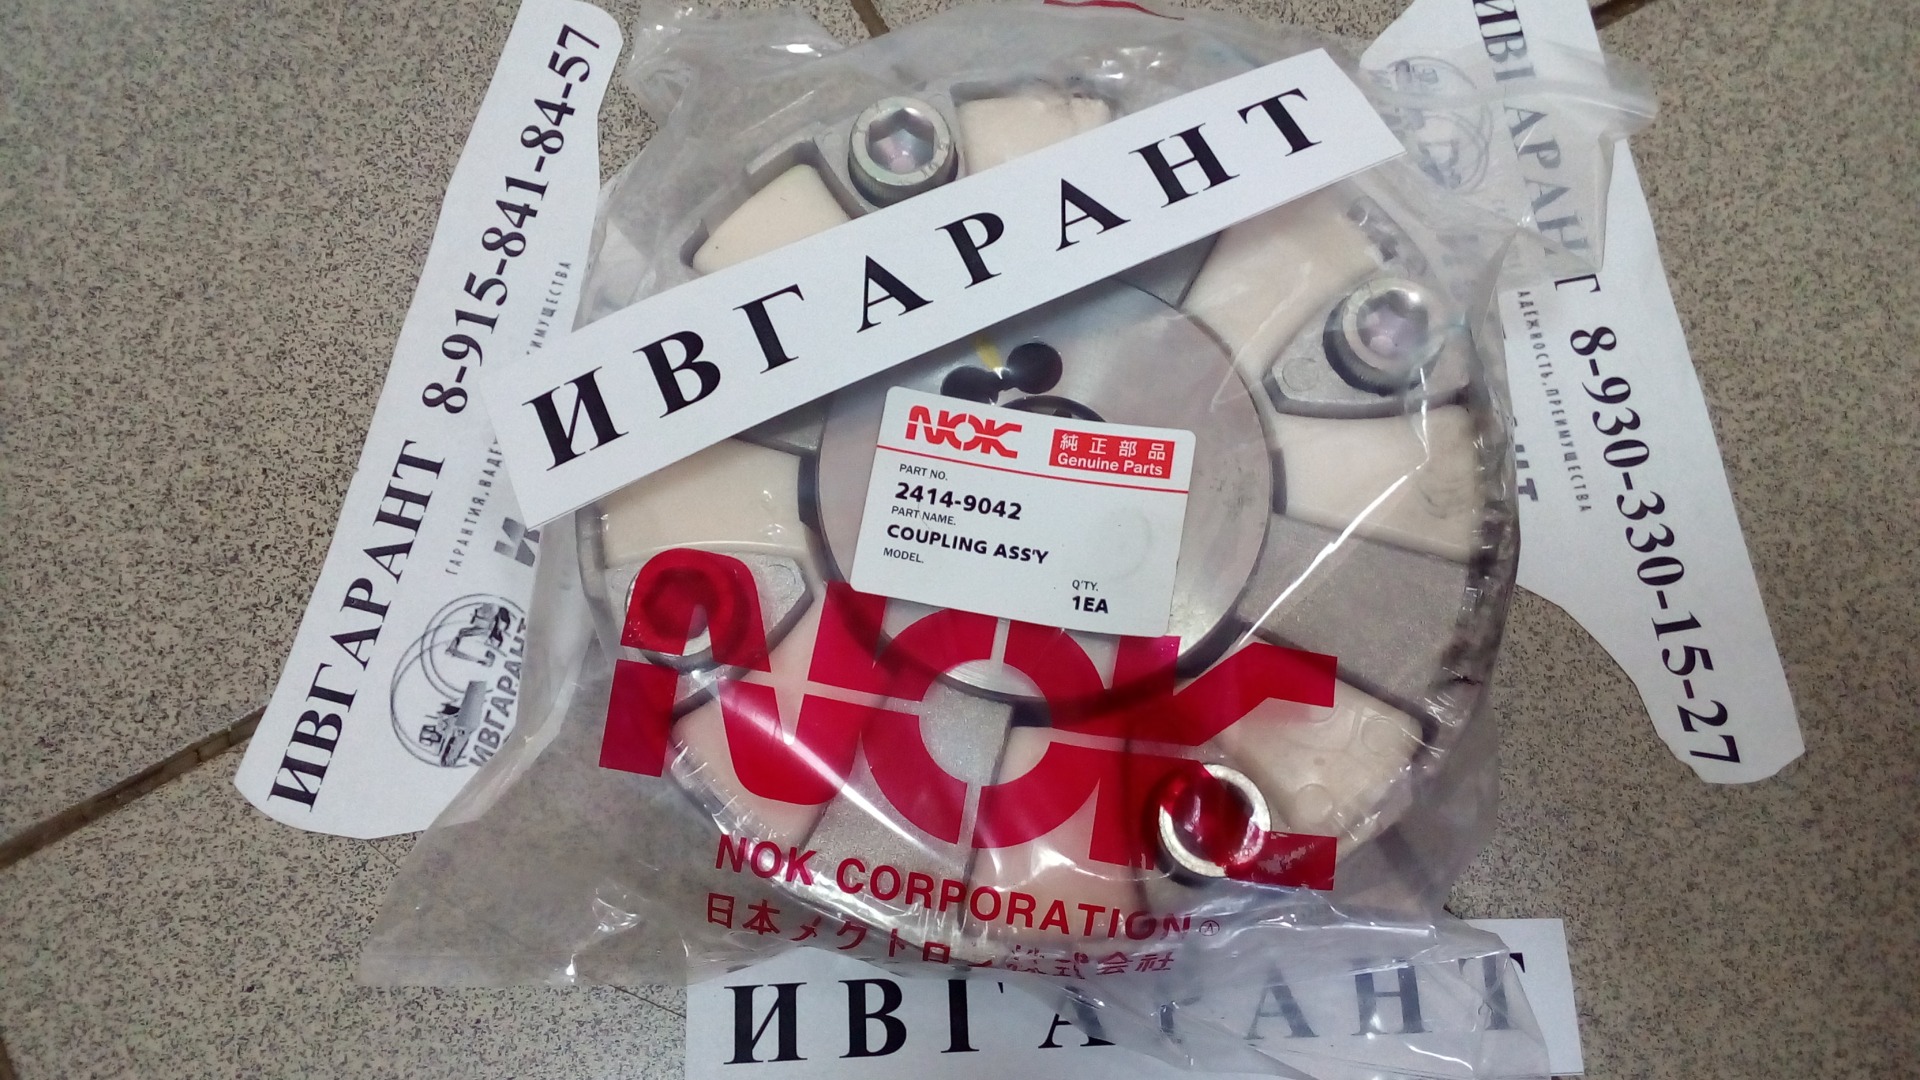 ИВГАРАНТ 8-915-841-84-57
ИВГАРАНТ
ИВГАРАНТ
ИВГАРАНТ 8-930-330-15-27
NOK
純正部品
Genuine Parts
PART NO.
2414-9042
PART NAME.
COUPLING ASS'Y
MODEL.
Q'TY.
1EA
NOK
NOK CORPORATION
日本メクトロン株式会社
ИВГАРАНТ